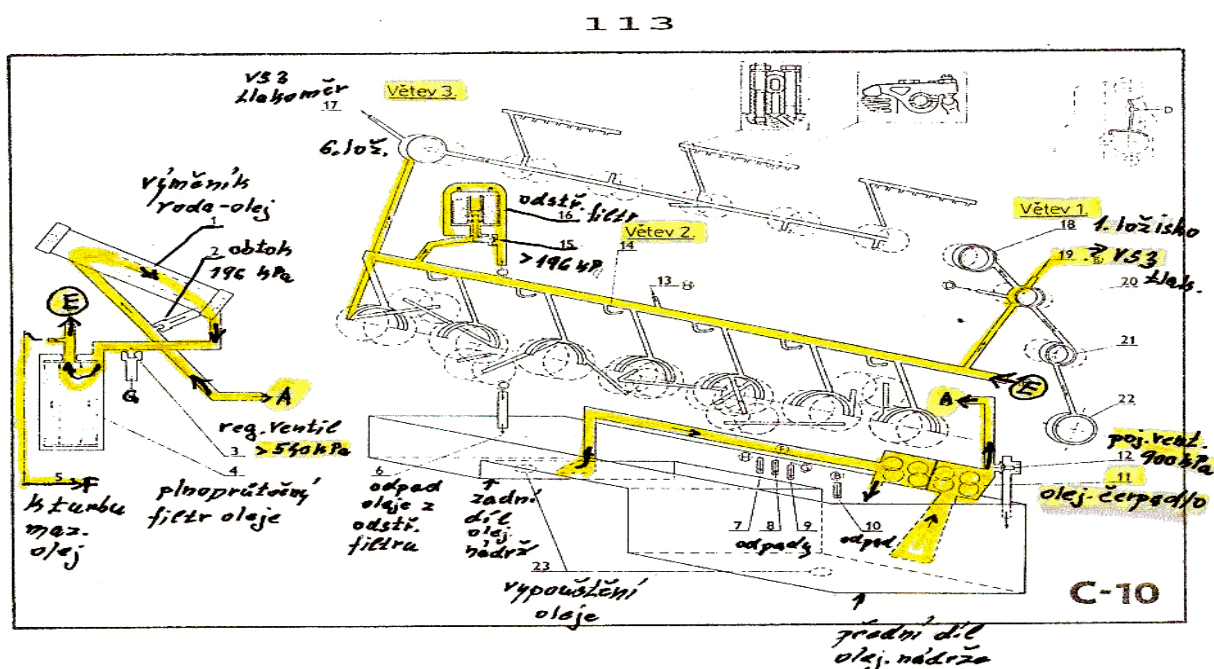 113
VS3
tlakoměr
17
Větev 3.
6. lož.
výměník
voda-olej
1
2 obtok
196 kPa
E
G
A
reg. ventil
3 >540kPa
4
5 F
k turbu
maz.
olej
plnoprůtočný
filtr oleje
odstř. filtr
16
15
>196 kPa
Větev 2.
14
13 H
D
Větev 1.
18 1. ložisko
19 VS3
20 tlak.
21
E
22
A
poj. vent.
12 900 kPa
11
olej. čerpadlo
6
odpad
oleje z
odstř.
filtru
zadní
díl
olej.
nádrž
7 8 9
odpady
10
odpad
23
vypouštění
oleje
C-10
přední díl
olej. nádrže